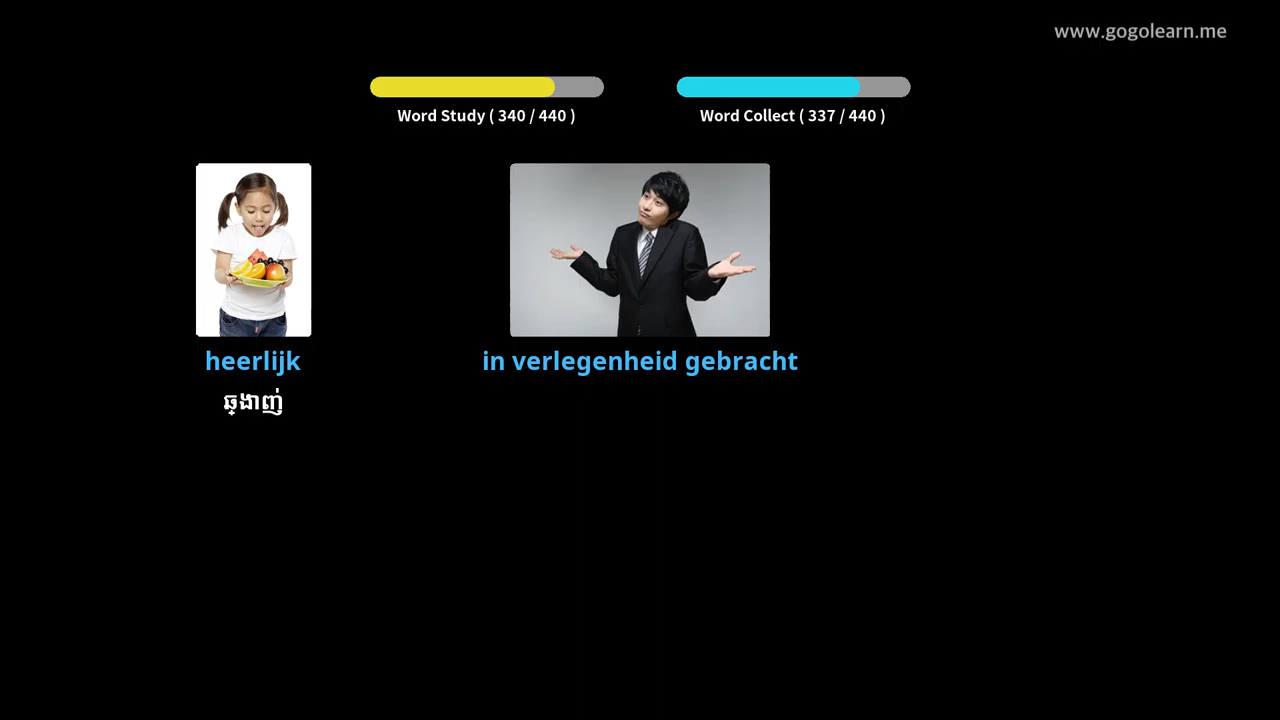 www.gogolearn.me
Word Study ( 340 / 440 )
Word Collect ( 337 / 440 )
heerlijk
in verlegenheid gebracht
ឆ្ងាញ់